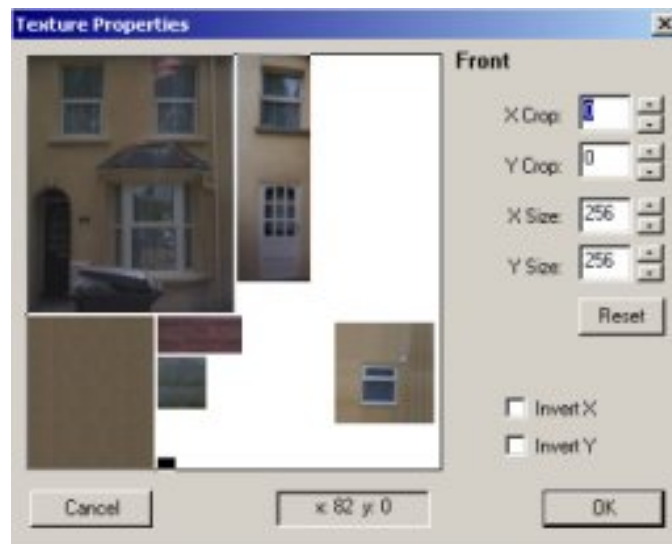 Texture Properties
Front
X Crop: 0
Y Crop: 0
X Size: 256
Y Size: 256
Reset
Invert X
Invert Y
Cancel
x: 82 y: 0
OK